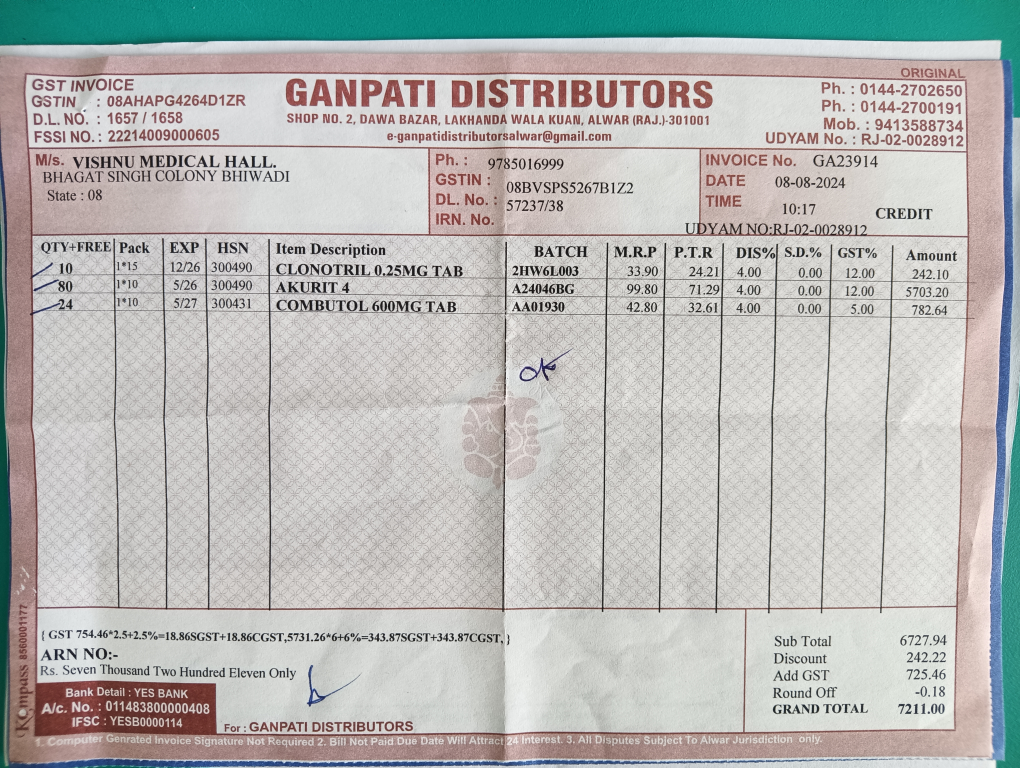 ORIGINAL
GST INVOICE
GSTIN : 08AHAPG4264D1ZR
D.L. NO. : 1657 / 1658
FSSI NO. : 22214009000605
GANPATI DISTRIBUTORS
SHOP NO. 2, DAWA BAZAR, LAKHANDA WALA KUAN, ALWAR (RAJ.)-301001
e-ganpatidistributorsalwar@gmail.com
Ph. : 0144-2702650
Ph. : 0144-2700191
Mob. : 9413588734
UDYAM No. : RJ-02-0028912
M/s. VISHNU MEDICAL HALL.
BHAGAT SINGH COLONY BHIWADI
State : 08
Ph. : 9785016999
GSTIN : 08BVSPS5267B1Z2
DL. No. : 57237/38
IRN. No.
INVOICE No. GA23914
DATE 08-08-2024
TIME 10:17 CREDIT
UDYAM NO:RJ-02-0028912
QTY+FREE Pack EXP HSN Item Description BATCH M.R.P P.T.R DIS% S.D.% GST% Amount
10 1*15 12/26 300490 CLONOTRIL 0.25MG TAB 2HW6L003 33.90 24.21 4.00 0.00 12.00 242.10
80 1*10 5/26 300490 AKURIT 4 A24046BG 99.80 71.29 4.00 0.00 12.00 5703.20
24 1*10 5/27 300431 COMBUTOL 600MG TAB AA01930 42.80 32.61 4.00 0.00 5.00 782.64
OK
{ GST 754.46*2.5+2.5%=18.86SGST+18.86CGST,5731.26*6+6%=343.87SGST+343.87CGST, }
ARN NO:-
Rs. Seven Thousand Two Hundred Eleven Only
Bank Detail : YES BANK
A/c. No. : 011483800000408
IFSC : YESB0000114
For : GANPATI DISTRIBUTORS
Sub Total 6727.94
Discount 242.22
Add GST 725.46
Round Off -0.18
GRAND TOTAL 7211.00
1. Computer Genrated Invoice Signature Not Required 2. Bill Not Paid Due Date Will Attract 24 Interest. 3. All Disputes Subject To Alwar Jurisdiction only.
Kompass 8560001177